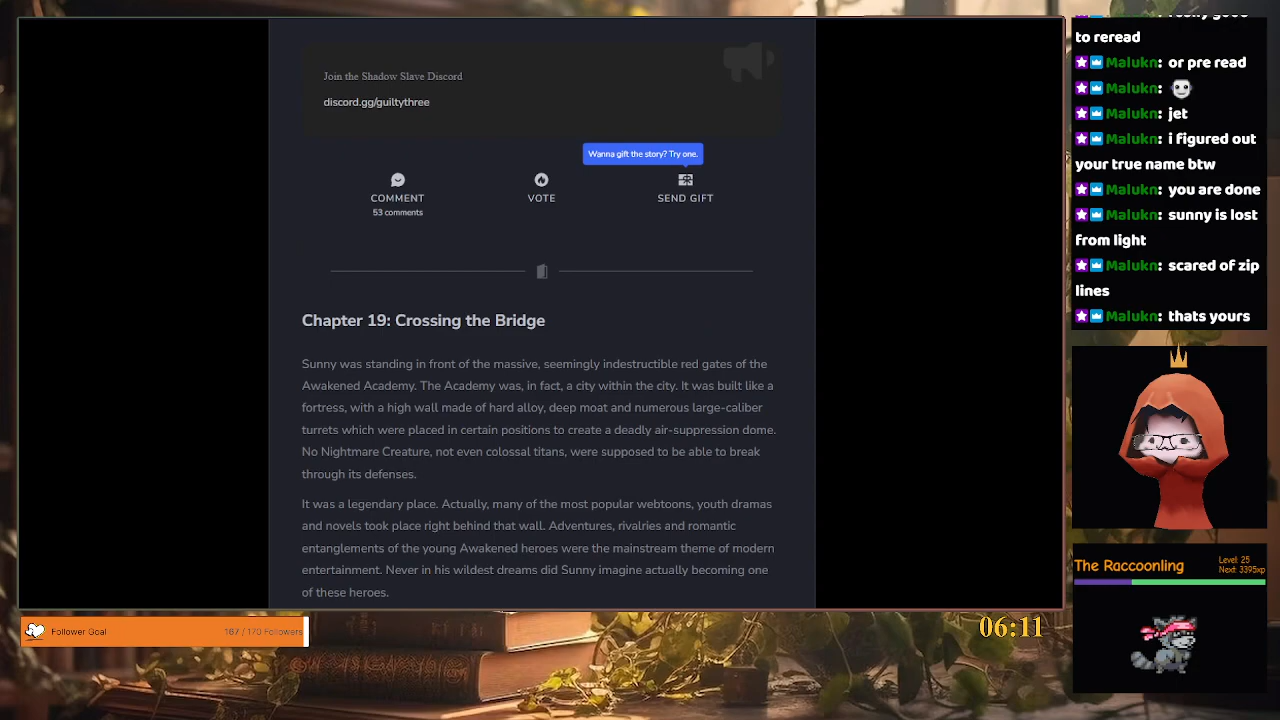 Join the Shadow Slave Discord
discord.gg/guiltythree
Wanna gift the story? Try one.
COMMENT
53 comments
VOTE
SEND GIFT
Chapter 19: Crossing the Bridge
Sunny was standing in front of the massive, seemingly indestructible red gates of the
Awakened Academy. The Academy was, in fact, a city within the city. It was built like a
fortress, with a high wall made of hard alloy, deep moat and numerous large-caliber
turrets which were placed in certain positions to create a deadly air-suppression dome.
No Nightmare Creature, not even colossal titans, were supposed to be able to break
through its defenses.
It was a legendary place. Actually, many of the most popular webtoons, youth dramas
and novels took place right behind that wall. Adventures, rivalries and romantic
entanglements of the young Awakened heroes were the mainstream theme of modern
entertainment. Never in his wildest dreams did Sunny imagine actually becoming one
of these heroes.
to reread
Malukn: or pre read
Malukn:
Malukn: jet
Malukn: i figured out
your true name btw
Malukn: you are done
Malukn: sunny is lost
from light
Malukn: scared of zip
lines
Malukn: thats yours
The Raccoonling
Level: 25
Next: 3395xp
Follower Goal
167 / 170 Followers
06:11